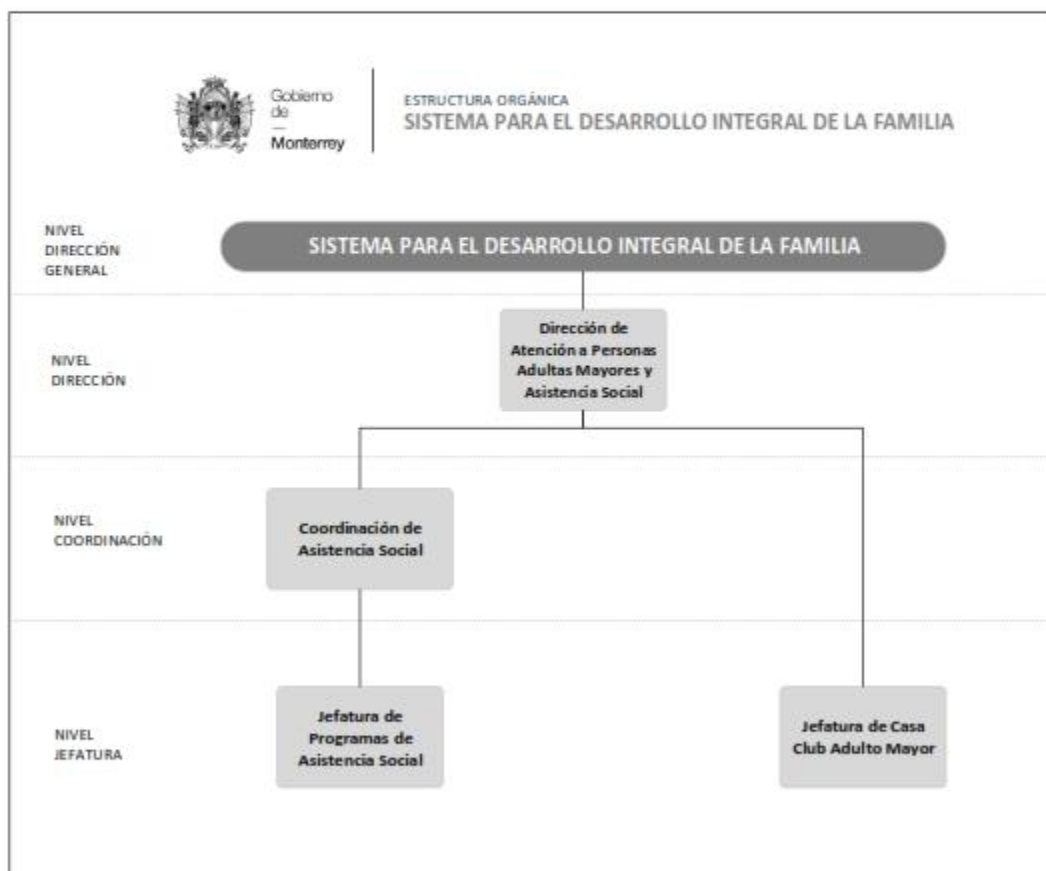 Gobierno
de
—
Monterrey
ESTRUCTURA ORGÁNICA
SISTEMA PARA EL DESARROLLO INTEGRAL DE LA FAMILIA
NIVEL
DIRECCIÓN
GENERAL
SISTEMA PARA EL DESARROLLO INTEGRAL DE LA FAMILIA
NIVEL
DIRECCIÓN
Dirección de
Atención a Personas
Adultas Mayores y
Asistencia Social
NIVEL
COORDINACIÓN
Coordinación de
Asistencia Social
NIVEL
JEFATURA
Jefatura de
Programas de
Asistencia Social
Jefatura de Casa
Club Adulto Mayor